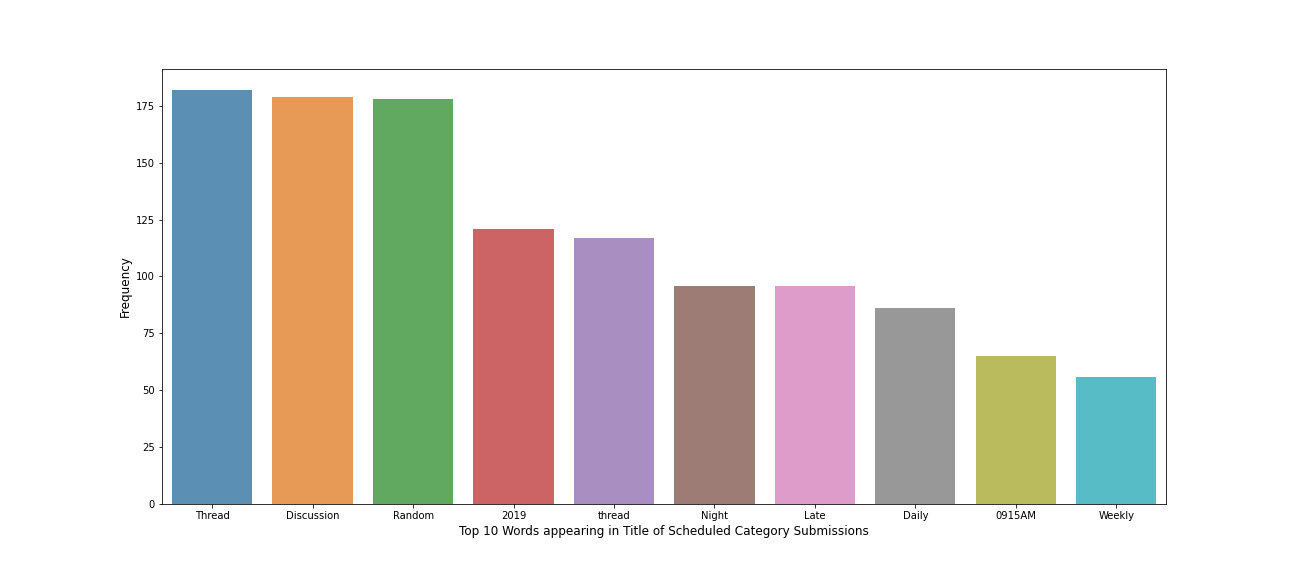 Frequency
175
150
125
100
75
50
25
0
Thread Discussion Random 2019 thread Night Late Daily 0915AM Weekly
Top 10 Words appearing in Title of Scheduled Category Submissions